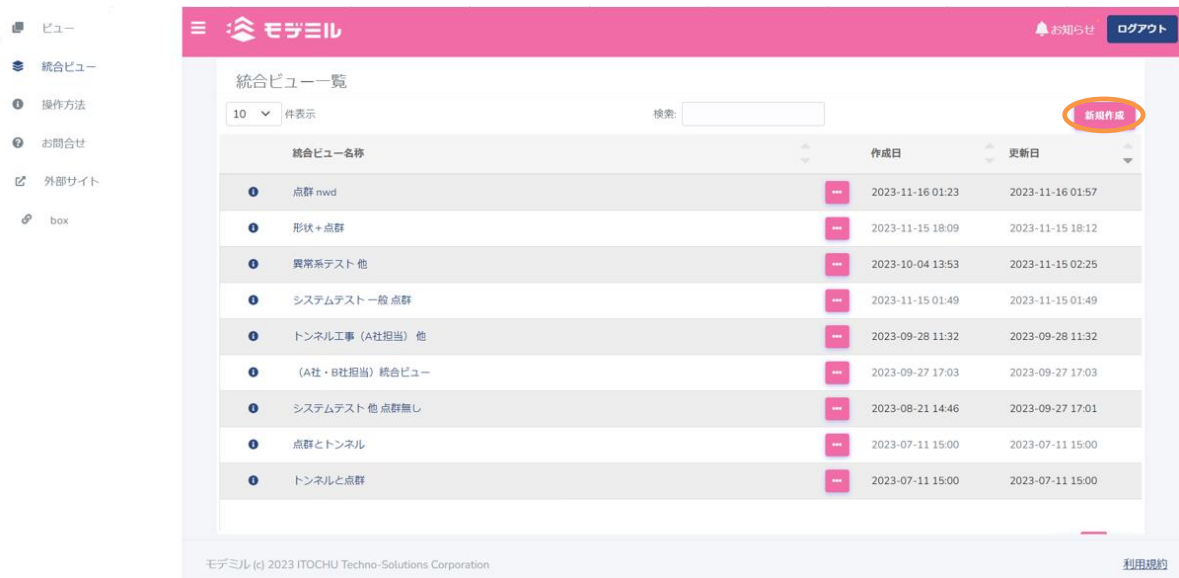 ビュー
統合ビュー
操作方法
お問合せ
外部サイト
box
モデミル
お知らせ
ログアウト
統合ビュー一覧
10 件表示
検索:
新規作成
統合ビュー名称 作成日 更新日
点群 nwd 2023-11-16 01:23 2023-11-16 01:57
形状+点群 2023-11-15 18:09 2023-11-15 18:12
異常系テスト 他 2023-10-04 13:53 2023-11-15 02:25
システムテスト 一般 点群 2023-11-15 01:49 2023-11-15 01:49
トンネル工事（A社担当） 他 2023-09-28 11:32 2023-09-28 11:32
（A社・B社担当）統合ビュー 2023-09-27 17:03 2023-09-27 17:03
システムテスト 他 点群無し 2023-08-21 14:46 2023-09-27 17:01
点群とトンネル 2023-07-11 15:00 2023-07-11 15:00
トンネルと点群 2023-07-11 15:00 2023-07-11 15:00
モデミル (c) 2023 ITOCHU Techno-Solutions Corporation
利用規約